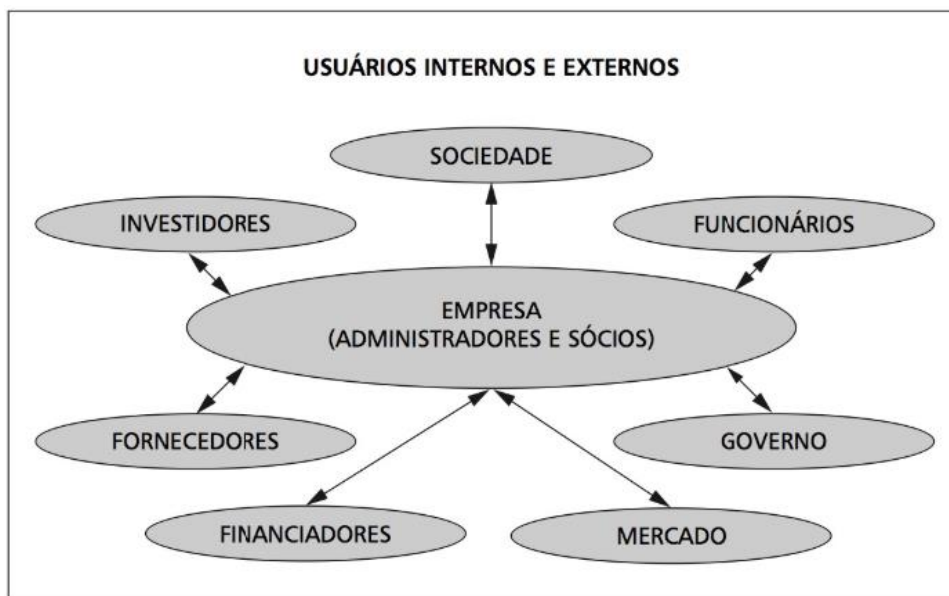 USUÁRIOS INTERNOS E EXTERNOS
SOCIEDADE
INVESTIDORES
FUNCIONÁRIOS
EMPRESA
(ADMINISTRADORES E SÓCIOS)
FORNECEDORES
GOVERNO
FINANCIADORES
MERCADO